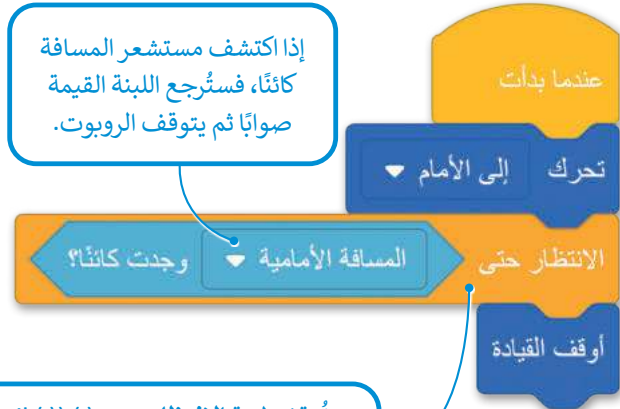 إذا اكتشف مستشعر المسافة
كائنًا، فستُرجع اللبنة القيمة
صوابًا ثم يتوقف الروبوت.
عندما بدأت
تحرك إلى الأمام
الانتظار حتى المسافة الأمامية وجدت كائنًا؟
أوقف القيادة